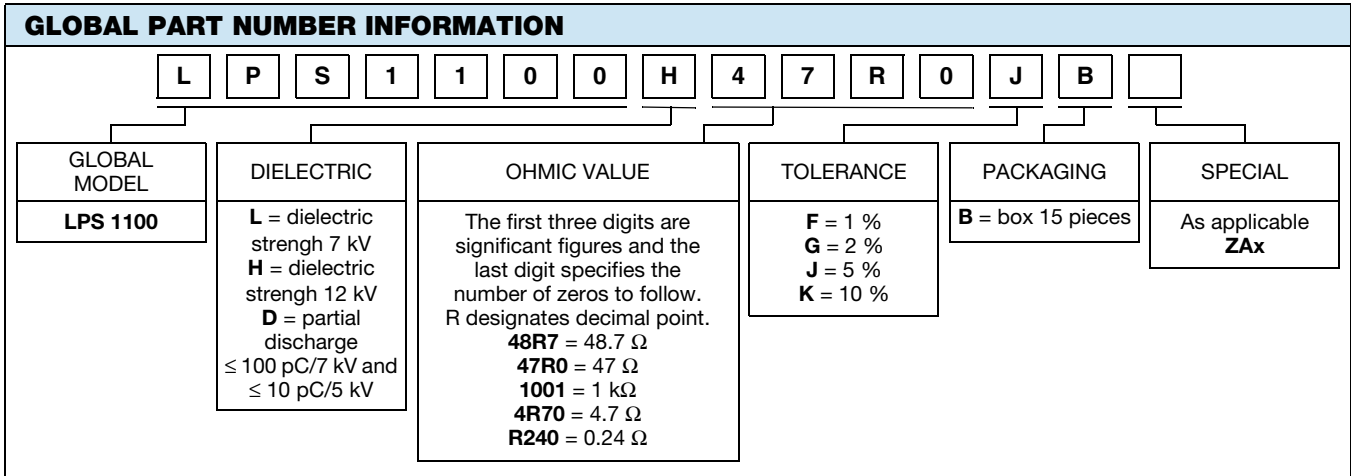 GLOBAL PART NUMBER INFORMATION
L P S 1 1 0 0 H 4 7 R 0 J B
GLOBAL
MODEL
LPS 1100
DIELECTRIC
L = dielectric
strengh 7 kV
H = dielectric
strengh 12 kV
D = partial
discharge
≤ 100 pC/7 kV and
≤ 10 pC/5 kV
OHMIC VALUE
The first three digits are
significant figures and the
last digit specifies the
number of zeros to follow.
R designates decimal point.
48R7 = 48.7 Ω
47R0 = 47 Ω
1001 = 1 kΩ
4R70 = 4.7 Ω
R240 = 0.24 Ω
TOLERANCE
F = 1 %
G = 2 %
J = 5 %
K = 10 %
PACKAGING
B = box 15 pieces
SPECIAL
As applicable
ZAx